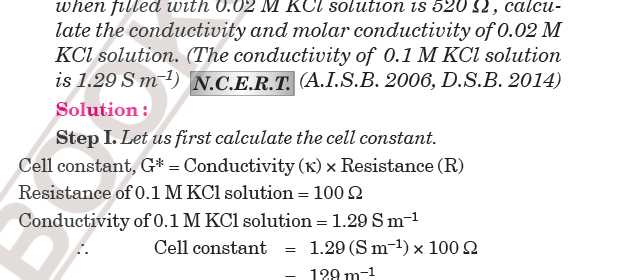 when filled with 0.02 M KCl solution is 520 Ω, calcu-
late the conductivity and molar conductivity of 0.02 M
KCl solution. (The conductivity of 0.1 M KCl solution
is 1.29 S m⁻¹) N.C.E.R.T. (A.I.S.B. 2006, D.S.B. 2014)
Solution :
Step I. Let us first calculate the cell constant.
Cell constant, G* = Conductivity (κ) × Resistance (R)
Resistance of 0.1 M KCl solution = 100 Ω
Conductivity of 0.1 M KCl solution = 1.29 S m⁻¹
∴ Cell constant = 1.29 (S m⁻¹) × 100 Ω
= 129 m⁻¹
BOOK